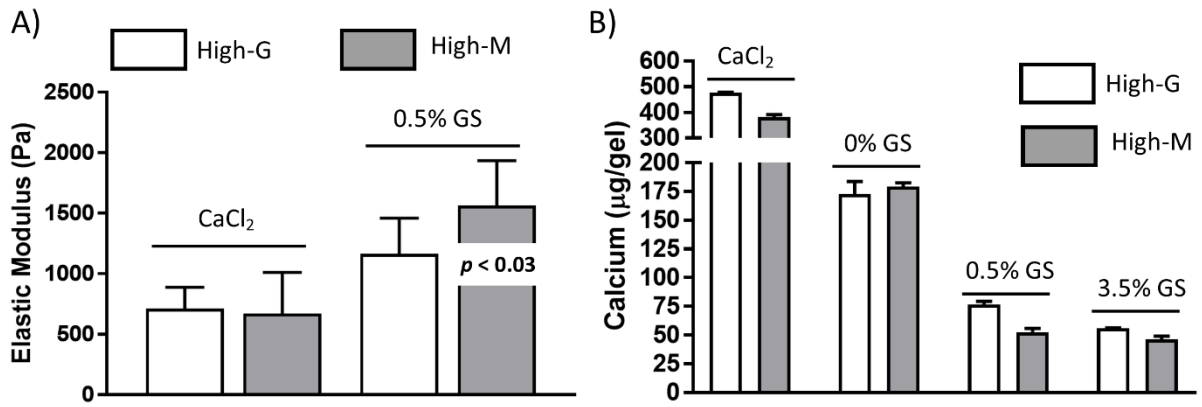 A)
High-G
High-M
Elastic Modulus (Pa)
2500
2000
1500
1000
500
0
CaCl₂
0.5% GS
p < 0.03
B)
High-G
High-M
Calcium (µg/gel)
600
500
400
300
200
175
150
125
100
75
50
25
0
CaCl₂
0% GS
0.5% GS
3.5% GS